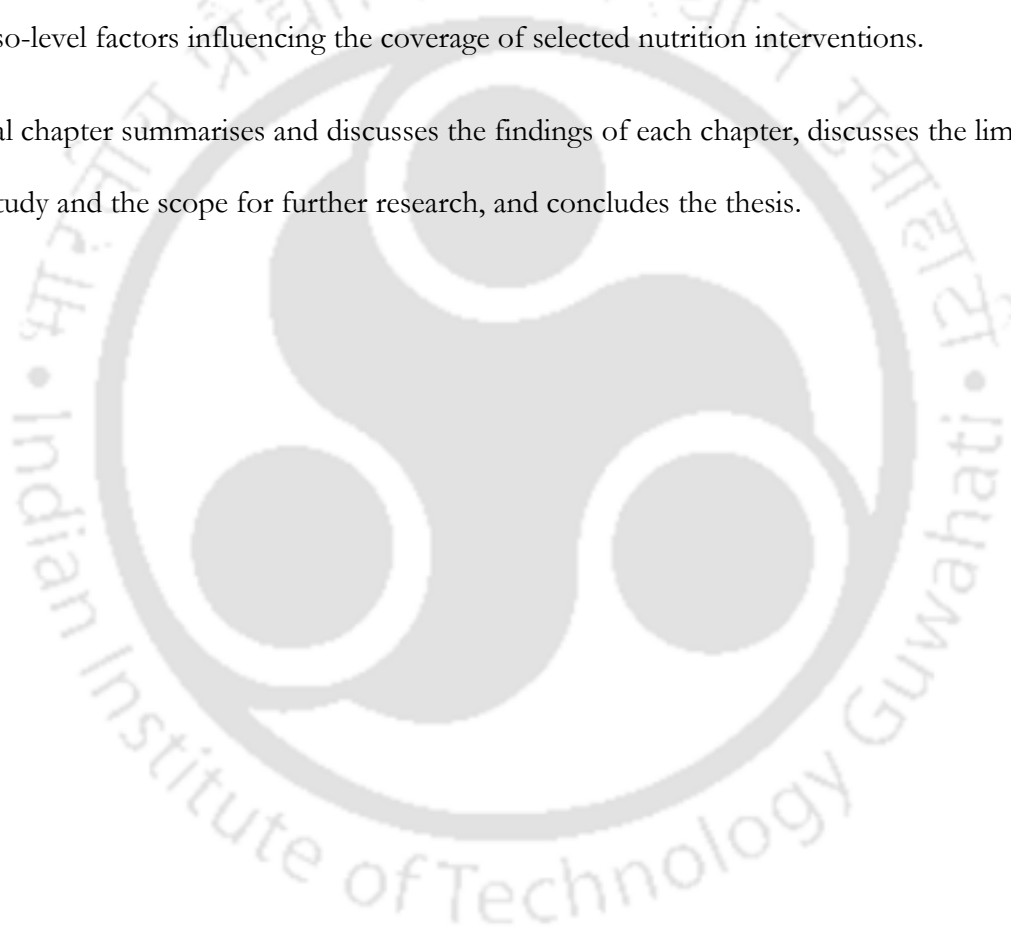 so-level factors influencing the coverage of selected nutrition interventions.
al chapter summarises and discusses the findings of each chapter, discusses the lim
tudy and the scope for further research, and concludes the thesis.
Indian Institute of Technology Guwahati